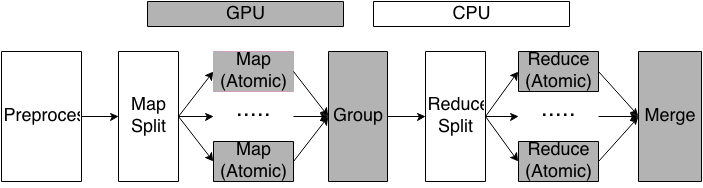 GPU
CPU
Preproces
Map
Split
Map
(Atomic)
.....
Map
(Atomic)
Group
Reduce
Split
Reduce
(Atomic)
.....
Reduce
(Atomic)
Merge